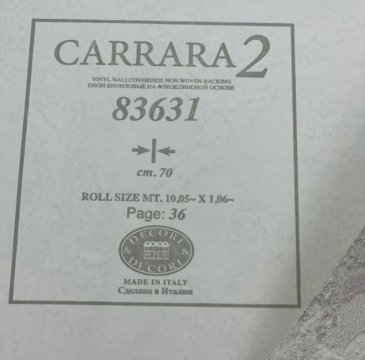 CARRARA 2
VINYL WALLCOVERINGS NON WOVEN BACKING
ОБОИ ВИНИЛОВЫЕ НА ФЛИЗЕЛИНОВОЙ ОСНОВЕ
83631
cm. 70
ROLL SIZE MT. 10,05~ X 1,06~
Page: 36
DECORI
&
DECORI
MADE IN ITALY
Сделано в Италии